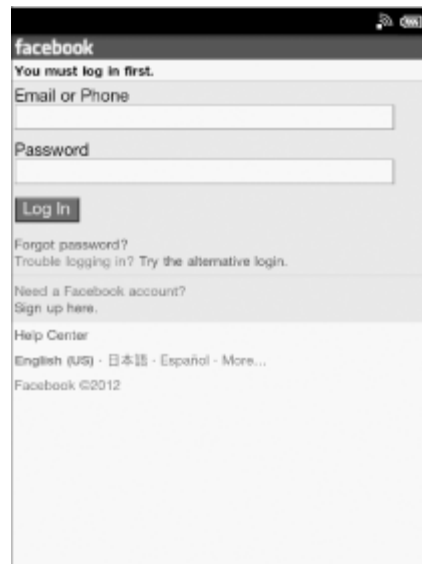 facebook
You must log in first.
Email or Phone
Password
Log In
Forgot password?
Trouble logging in? Try the alternative login.
Need a Facebook account?
Sign up here.
Help Center
English (US) · 日本語 · Español · More...
Facebook ©2012